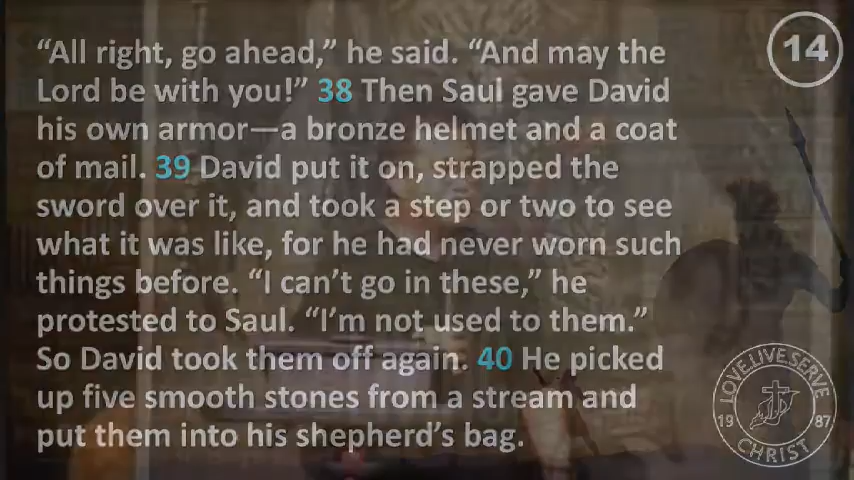 “All right, go ahead,” he said. “And may the
Lord be with you!” 38 Then Saul gave David
his own armor—a bronze helmet and a coat
of mail. 39 David put it on, strapped the
sword over it, and took a step or two to see
what it was like, for he had never worn such
things before. “I can’t go in these,” he
protested to Saul. “I’m not used to them.”
So David took them off again. 40 He picked
up five smooth stones from a stream and
put them into his shepherd’s bag.
14
LOVE.LIVE.SERVE
19 87
CHRIST